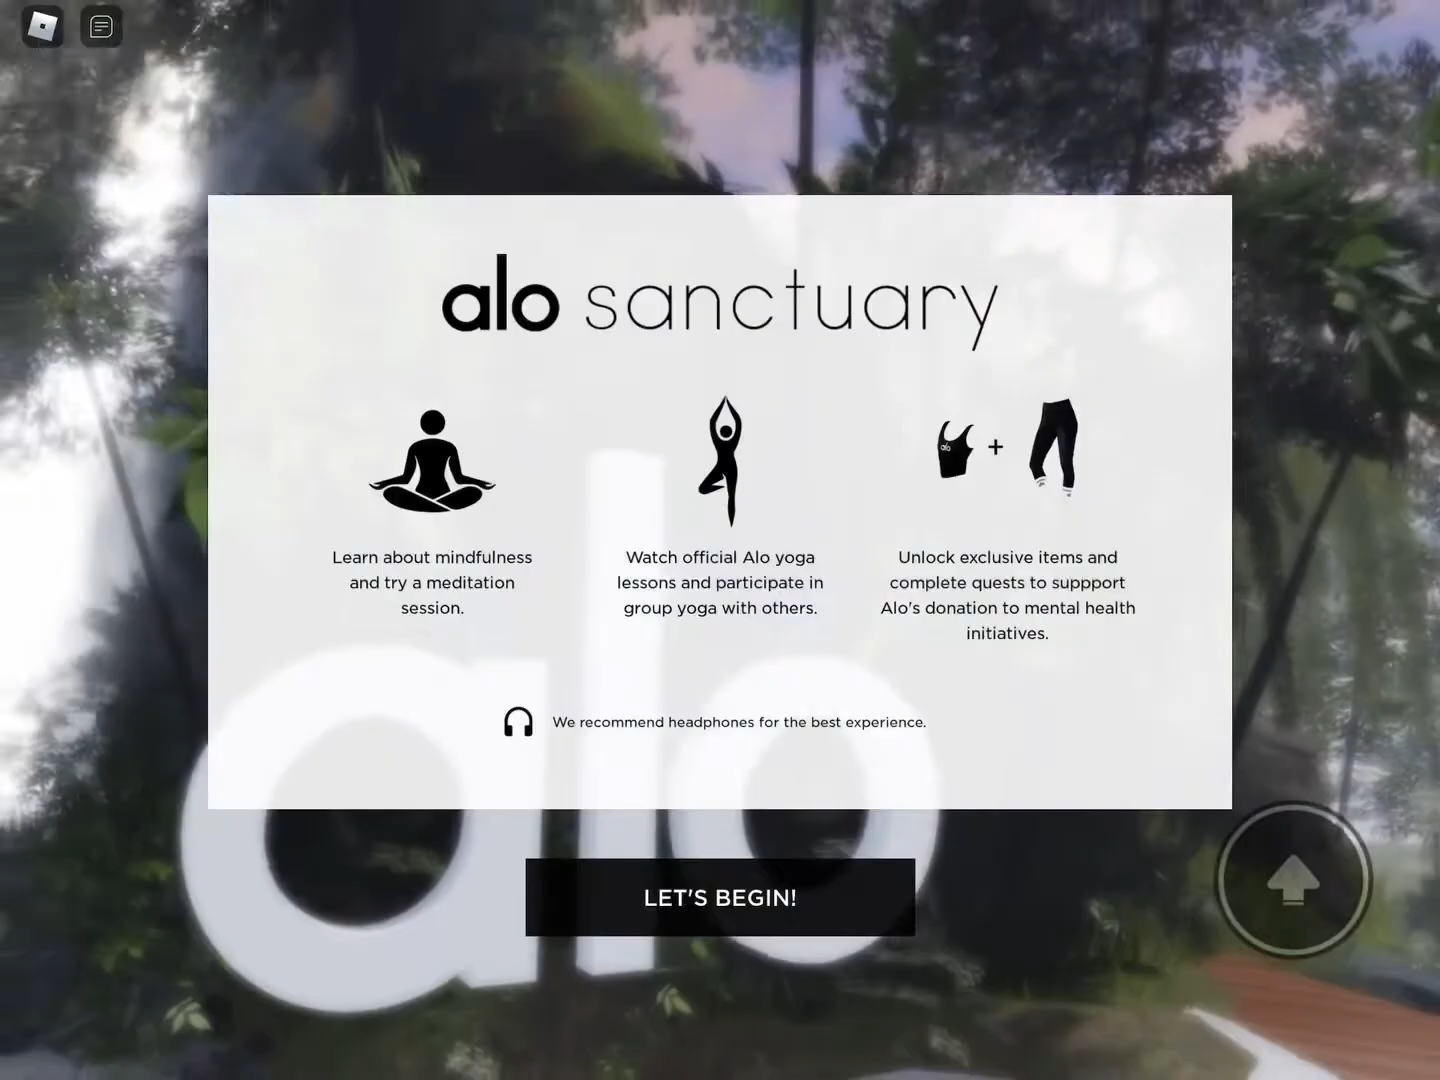 alo sanctuary
alo
+
Learn about mindfulness
and try a meditation
session.
Watch official Alo yoga
lessons and participate in
group yoga with others.
Unlock exclusive items and
complete quests to suppport
Alo's donation to mental health
initiatives.
We recommend headphones for the best experience.
alo
LET'S BEGIN!